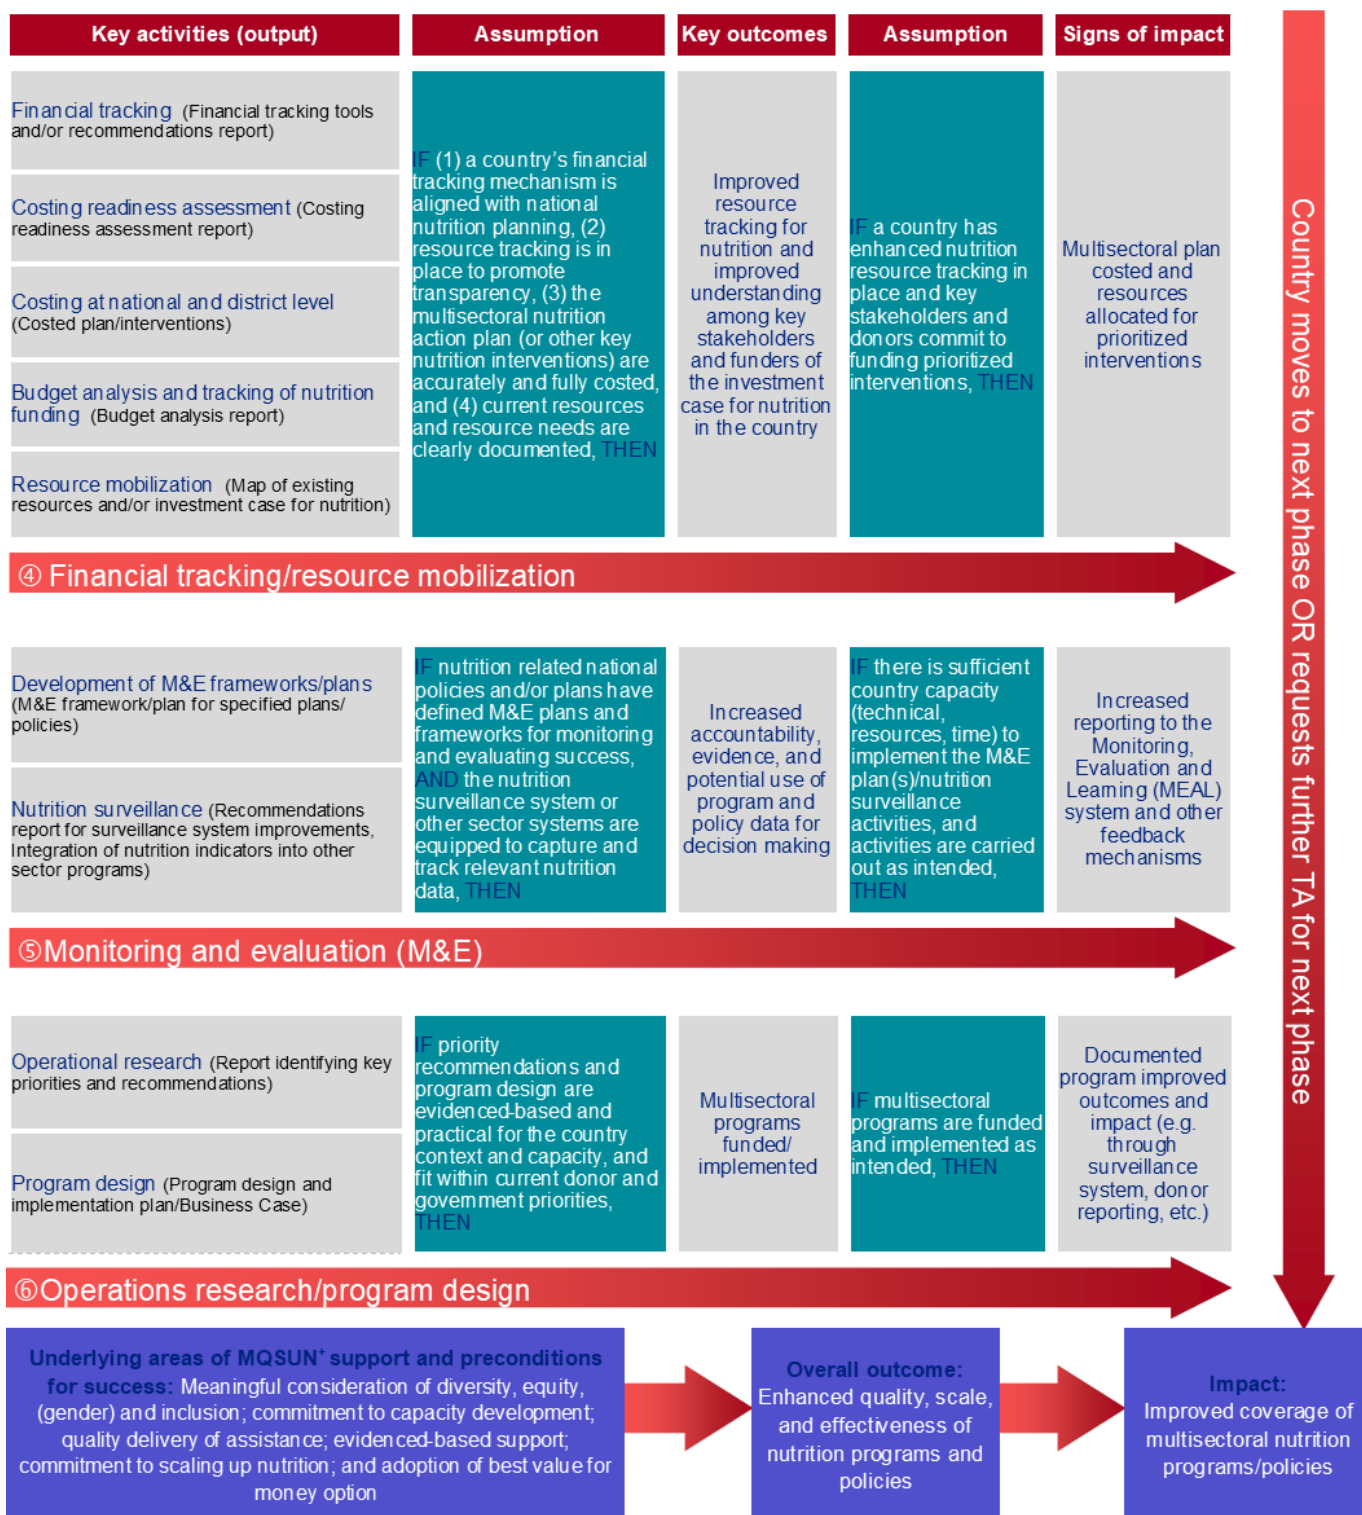 Key activities (output)
Assumption
Key outcomes
Assumption
Signs of impact
Financial tracking (Financial tracking tools
and/or recommendations report)
Costing readiness assessment (Costing
readiness assessment report)
Costing at national and district level
(Costed plan/interventions)
Budget analysis and tracking of nutrition
funding (Budget analysis report)
Resource mobilization (Map of existing
resources and/or investment case for nutrition)
IF (1) a country's financial
tracking mechanism is
aligned with national
nutrition planning, (2)
resource tracking is in
place to promote
transparency, (3) the
multisectoral nutrition
action plan (or other key
nutrition interventions) are
accurately and fully costed,
and (4) current resources
and resource needs are
clearly documented, THEN
Improved
resource
tracking for
nutrition and
improved
understanding
among key
stakeholders
and funders of
the investment
case for nutrition
in the country
IF a country has
enhanced nutrition
resource tracking in
place and key
stakeholders and
donors commit to
funding prioritized
interventions, THEN
Multisectoral plan
costed and
resources
allocated for
prioritized
interventions
④ Financial tracking/resource mobilization
Development of M&E frameworks/plans
(M&E framework/plan for specified plans/
policies)
Nutrition surveillance (Recommendations
report for surveillance system improvements,
Integration of nutrition indicators into other
sector programs)
IF nutrition related national
policies and/or plans have
defined M&E plans and
frameworks for monitoring
and evaluating success,
AND the nutrition
surveillance system or
other sector systems are
equipped to capture and
track relevant nutrition
data, THEN
Increased
accountability,
evidence, and
potential use of
program and
policy data for
decision making
IF there is sufficient
country capacity
(technical,
resources, time) to
implement the M&E
plan(s)/nutrition
surveillance
activities, and
activities are carried
out as intended,
THEN
Increased
reporting to the
Monitoring,
Evaluation and
Learning (MEAL)
system and other
feedback
mechanisms
⑤Monitoring and evaluation (M&E)
Operational research (Report identifying key
priorities and recommendations)
Program design (Program design and
implementation plan/Business Case)
IF priority
recommendations and
program design are
evidenced-based and
practical for the country
context and capacity, and
fit within current donor and
government priorities,
THEN
Multisectoral
programs
funded/
implemented
IF multisectoral
programs are funded
and implemented as
intended, THEN
Documented
program improved
outcomes and
impact (e.g.
through
surveillance
system, donor
reporting, etc.)
⑥Operations research/program design
Country moves to next phase OR requests further TA for next phase
Underlying areas of MQSUN⁺ support and preconditions
for success: Meaningful consideration of diversity, equity,
(gender) and inclusion; commitment to capacity development;
quality delivery of assistance; evidenced-based support;
commitment to scaling up nutrition; and adoption of best value for
money option
Overall outcome:
Enhanced quality, scale,
and effectiveness of
nutrition programs and
policies
Impact:
Improved coverage of
multisectoral nutrition
programs/policies